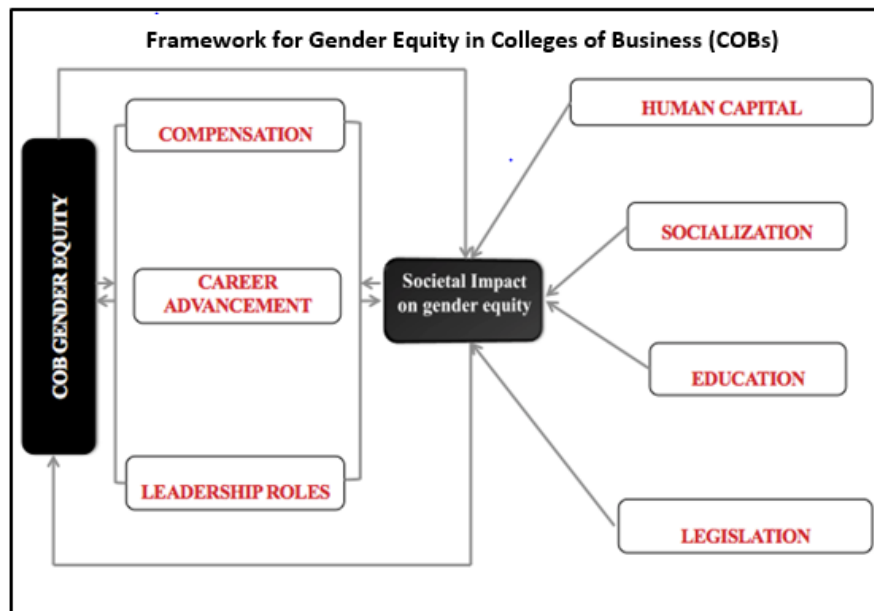 Framework for Gender Equity in Colleges of Business (COBs)
COB GENDER EQUITY
COMPENSATION
CAREER
ADVANCEMENT
LEADERSHIP ROLES
Societal Impact
on gender equity
HUMAN CAPITAL
SOCIALIZATION
EDUCATION
LEGISLATION